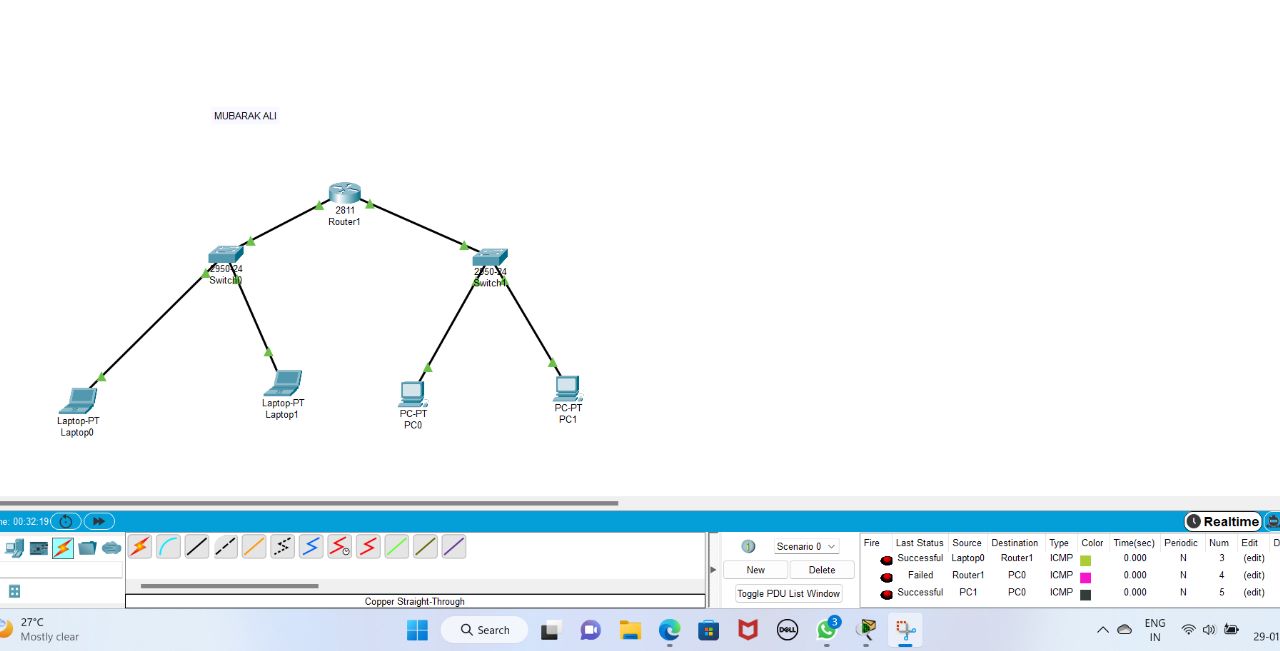 MUBARAK ALI
2811
Router1
2950-24
Switch0
2950-24
Switch1
Laptop-PT
Laptop0
Laptop-PT
Laptop1
PC-PT
PC0
PC-PT
PC1
ne: 00:32:19
Realtime
Scenario 0
New
Delete
Toggle PDU List Window
Fire Last Status Source Destination Type Color Time(sec) Periodic Num Edit D
Successful Laptop0 Router1 ICMP 0.000 N 3 (edit)
Failed Router1 PC0 ICMP 0.000 N 4 (edit)
Successful PC1 PC0 ICMP 0.000 N 5 (edit)
Copper Straight-Through
27°C
Mostly clear
Search
DELL
3
ENG
IN
29-01